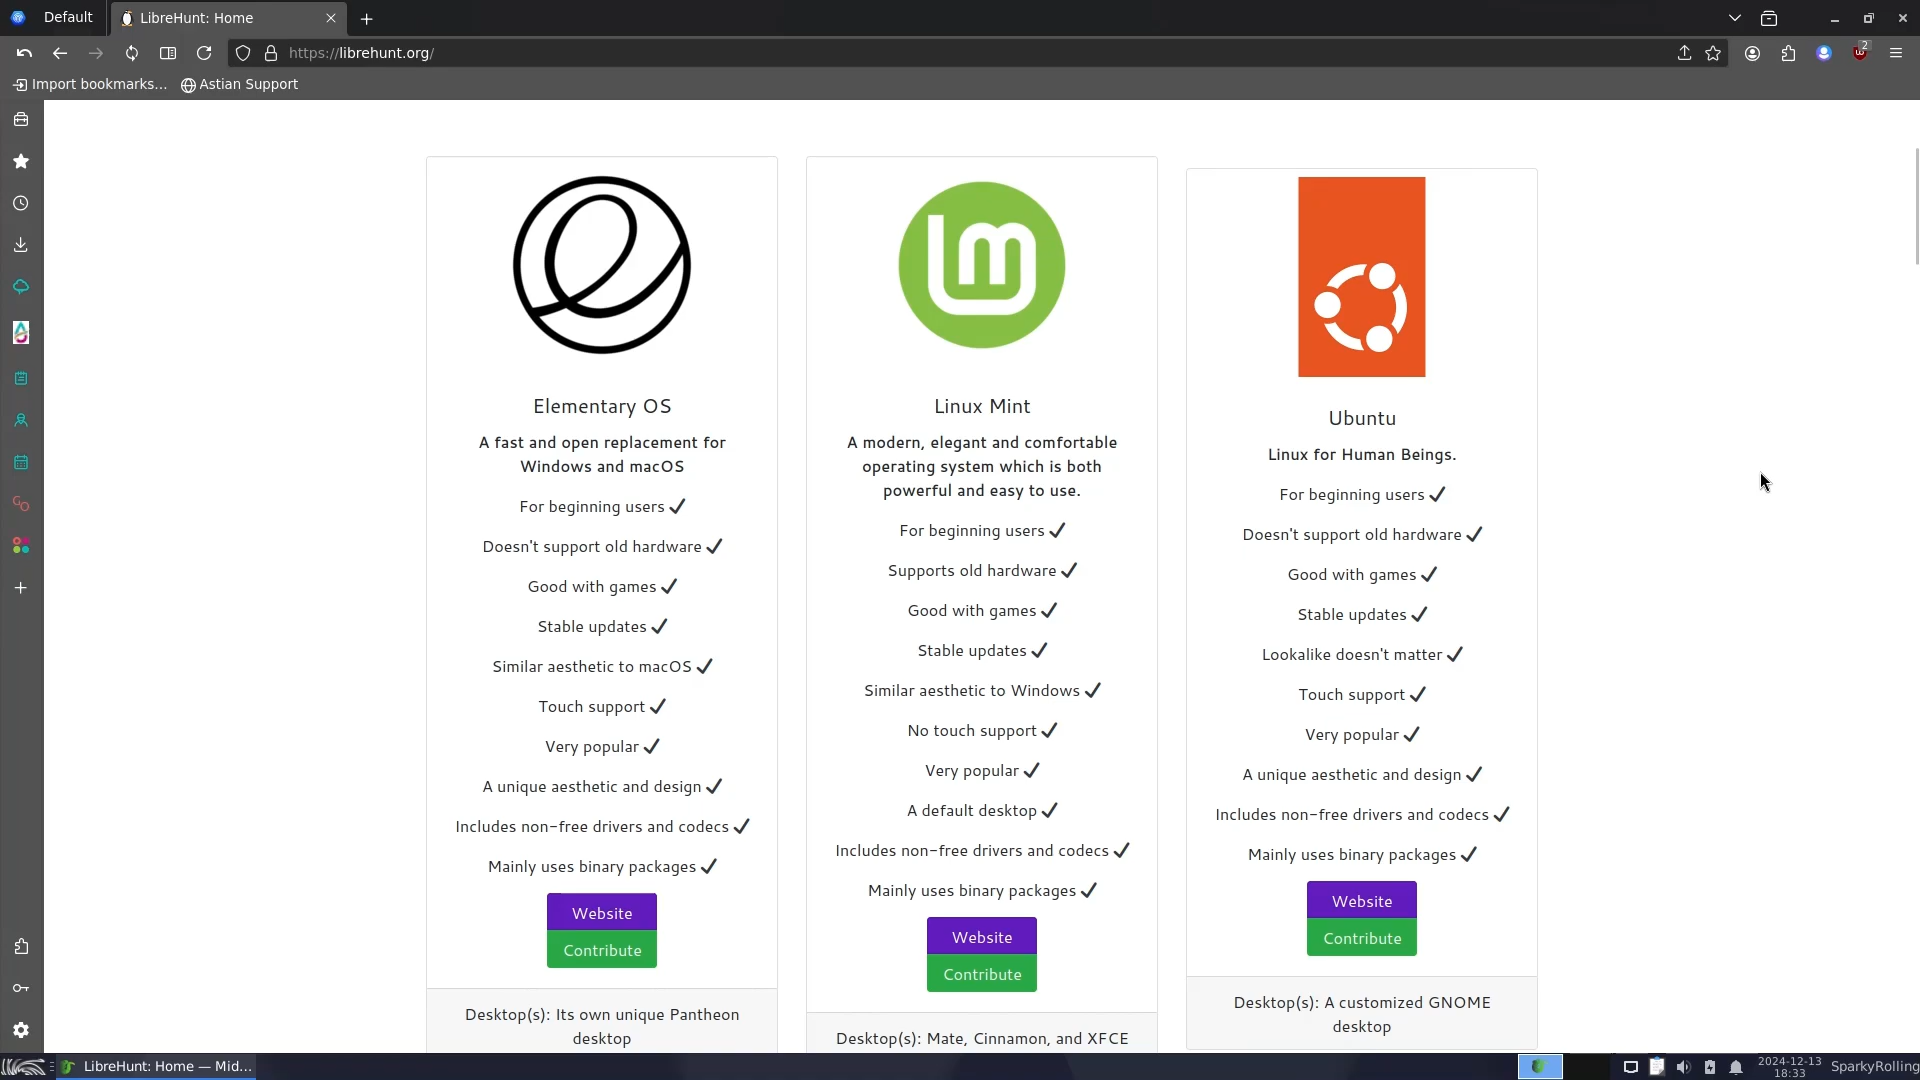 Default
LibreHunt: Home
https://librehunt.org/
2
Import bookmarks...
Astian Support
Elementary OS
A fast and open replacement for
Windows and macOS
For beginning users ✓
Doesn't support old hardware ✓
Good with games ✓
Stable updates ✓
Similar aesthetic to macOS ✓
Touch support ✓
Very popular ✓
A unique aesthetic and design ✓
Includes non-free drivers and codecs ✓
Mainly uses binary packages ✓
Website
Contribute
Desktop(s): Its own unique Pantheon
desktop
lm
Linux Mint
A modern, elegant and comfortable
operating system which is both
powerful and easy to use.
For beginning users ✓
Supports old hardware ✓
Good with games ✓
Stable updates ✓
Similar aesthetic to Windows ✓
No touch support ✓
Very popular ✓
A default desktop ✓
Includes non-free drivers and codecs ✓
Mainly uses binary packages ✓
Website
Contribute
Desktop(s): Mate, Cinnamon, and XFCE
Ubuntu
Linux for Human Beings.
For beginning users ✓
Doesn't support old hardware ✓
Good with games ✓
Stable updates ✓
Lookalike doesn't matter ✓
Touch support ✓
Very popular ✓
A unique aesthetic and design ✓
Includes non-free drivers and codecs ✓
Mainly uses binary packages ✓
Website
Contribute
Desktop(s): A customized GNOME
desktop
LibreHunt: Home — Mid...
2024-12-13
18:33
SparkyRolling